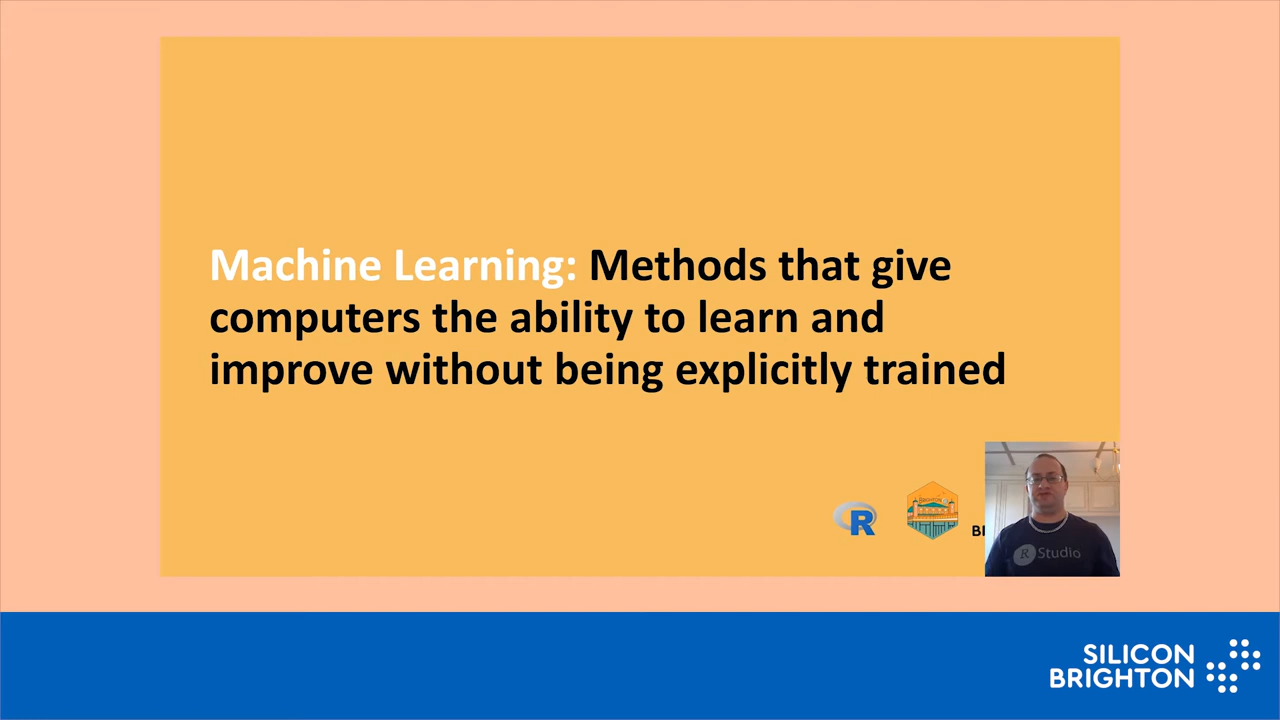 Machine Learning: Methods that give
computers the ability to learn and
improve without being explicitly trained
R
BRIGHTON
R Studio
SILICON
BRIGHTON